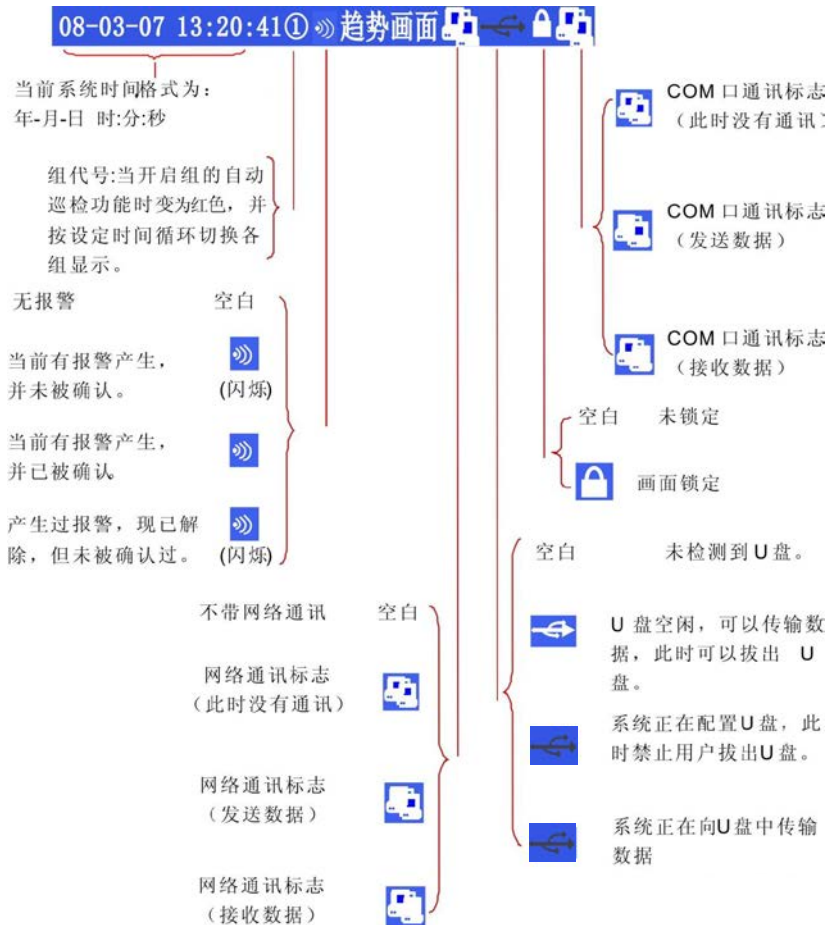 08-03-07 13:20:41① 趋势画面
当前系统时间格式为：
年-月-日 时:分:秒
组代号:当开启组的自动
巡检功能时变为红色，并
按设定时间循环切换各
组显示。
无报警 空白
当前有报警产生，
并未被确认。
(闪烁)
当前有报警产生，
并已被确认
产生过报警，现已解
除，但未被确认过。
(闪烁)
不带网络通讯 空白
网络通讯标志
（此时没有通讯）
网络通讯标志
（发送数据）
网络通讯标志
（接收数据）
COM 口通讯标志
（此时没有通讯）
COM 口通讯标志
（发送数据）
COM 口通讯标志
（接收数据）
空白 未锁定
画面锁定
空白 未检测到 U 盘。
U 盘空闲，可以传输数
据，此时可以拔出 U
盘。
系统正在配置U 盘，此
时禁止用户拔出U 盘。
系统正在向U 盘中传输
数据